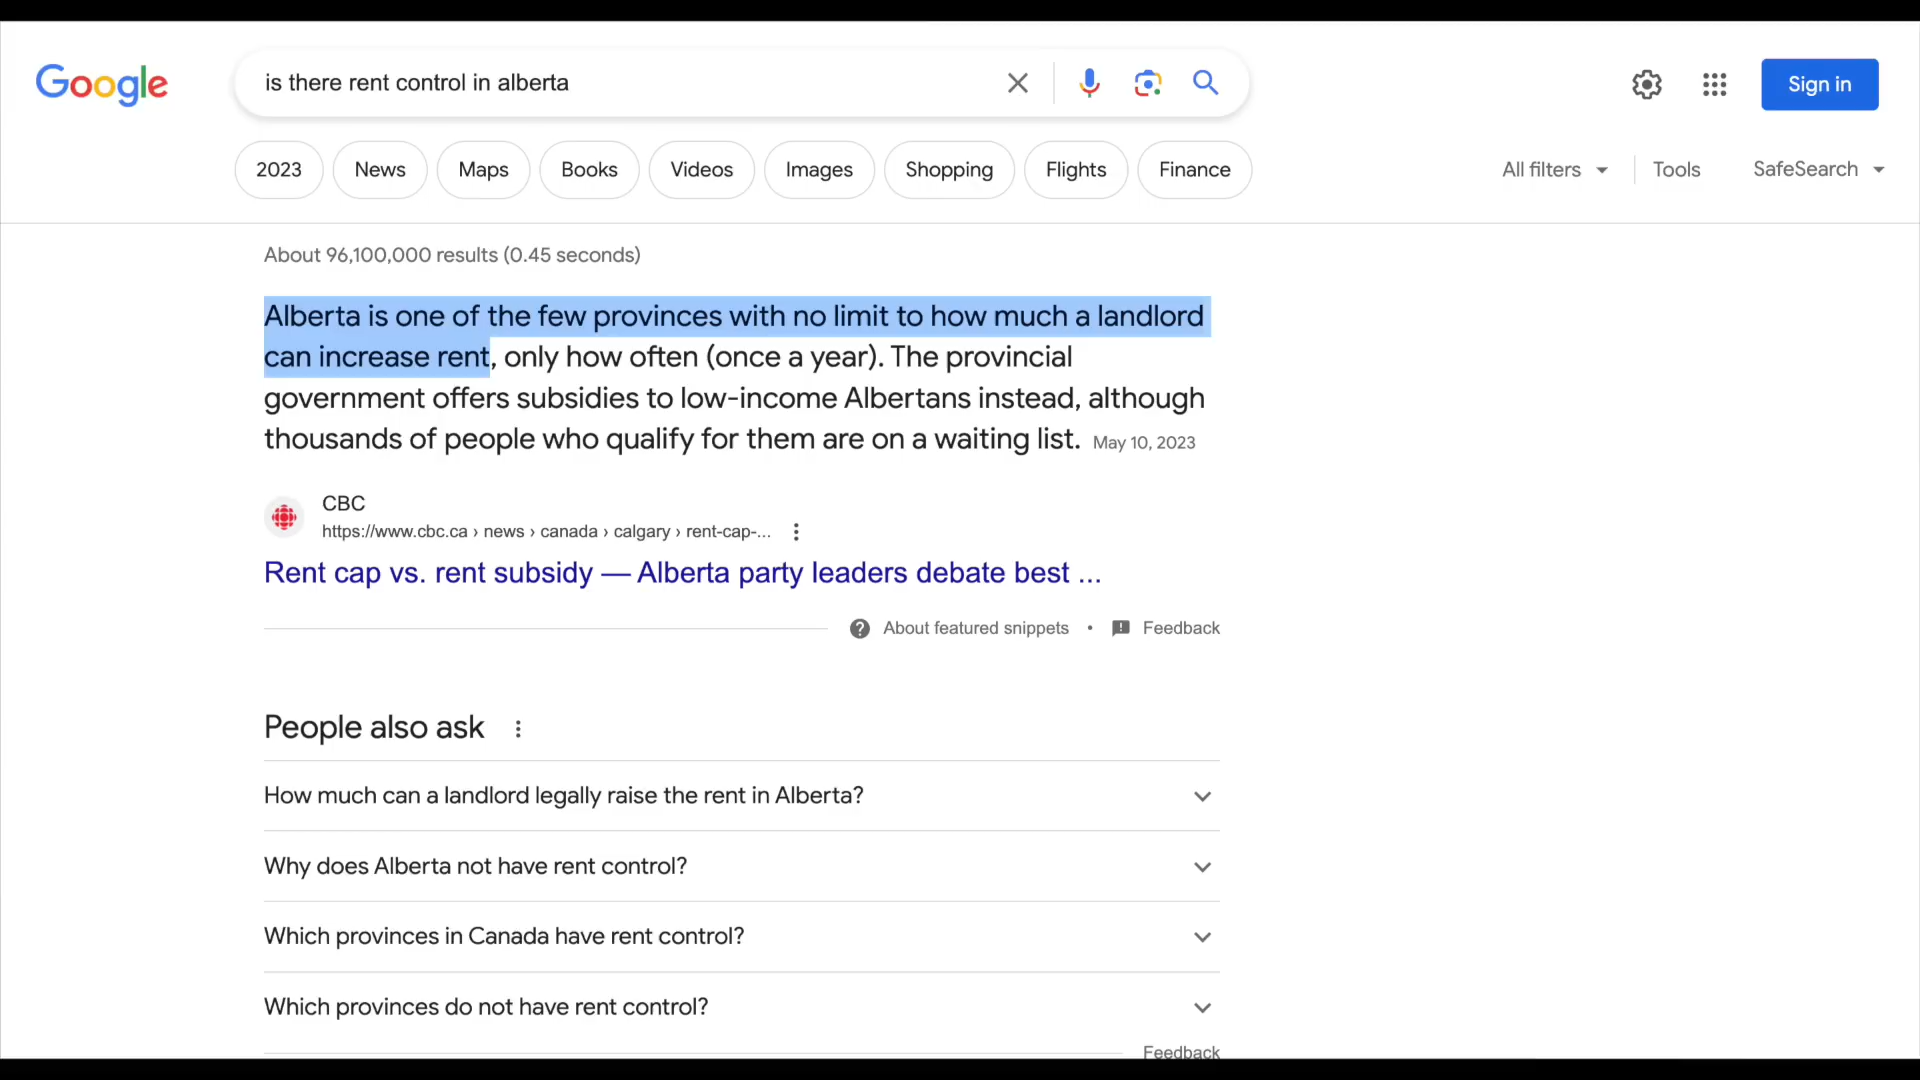 Google
is there rent control in alberta
Sign in
2023 News Maps Books Videos Images Shopping Flights Finance
All filters Tools SafeSearch
About 96,100,000 results (0.45 seconds)
Alberta is one of the few provinces with no limit to how much a landlord
can increase rent, only how often (once a year). The provincial
government offers subsidies to low-income Albertans instead, although
thousands of people who qualify for them are on a waiting list. May 10, 2023
CBC
https://www.cbc.ca › news › canada › calgary › rent-cap-...
Rent cap vs. rent subsidy — Alberta party leaders debate best ...
About featured snippets • Feedback
People also ask
How much can a landlord legally raise the rent in Alberta?
Why does Alberta not have rent control?
Which provinces in Canada have rent control?
Which provinces do not have rent control?
Feedback